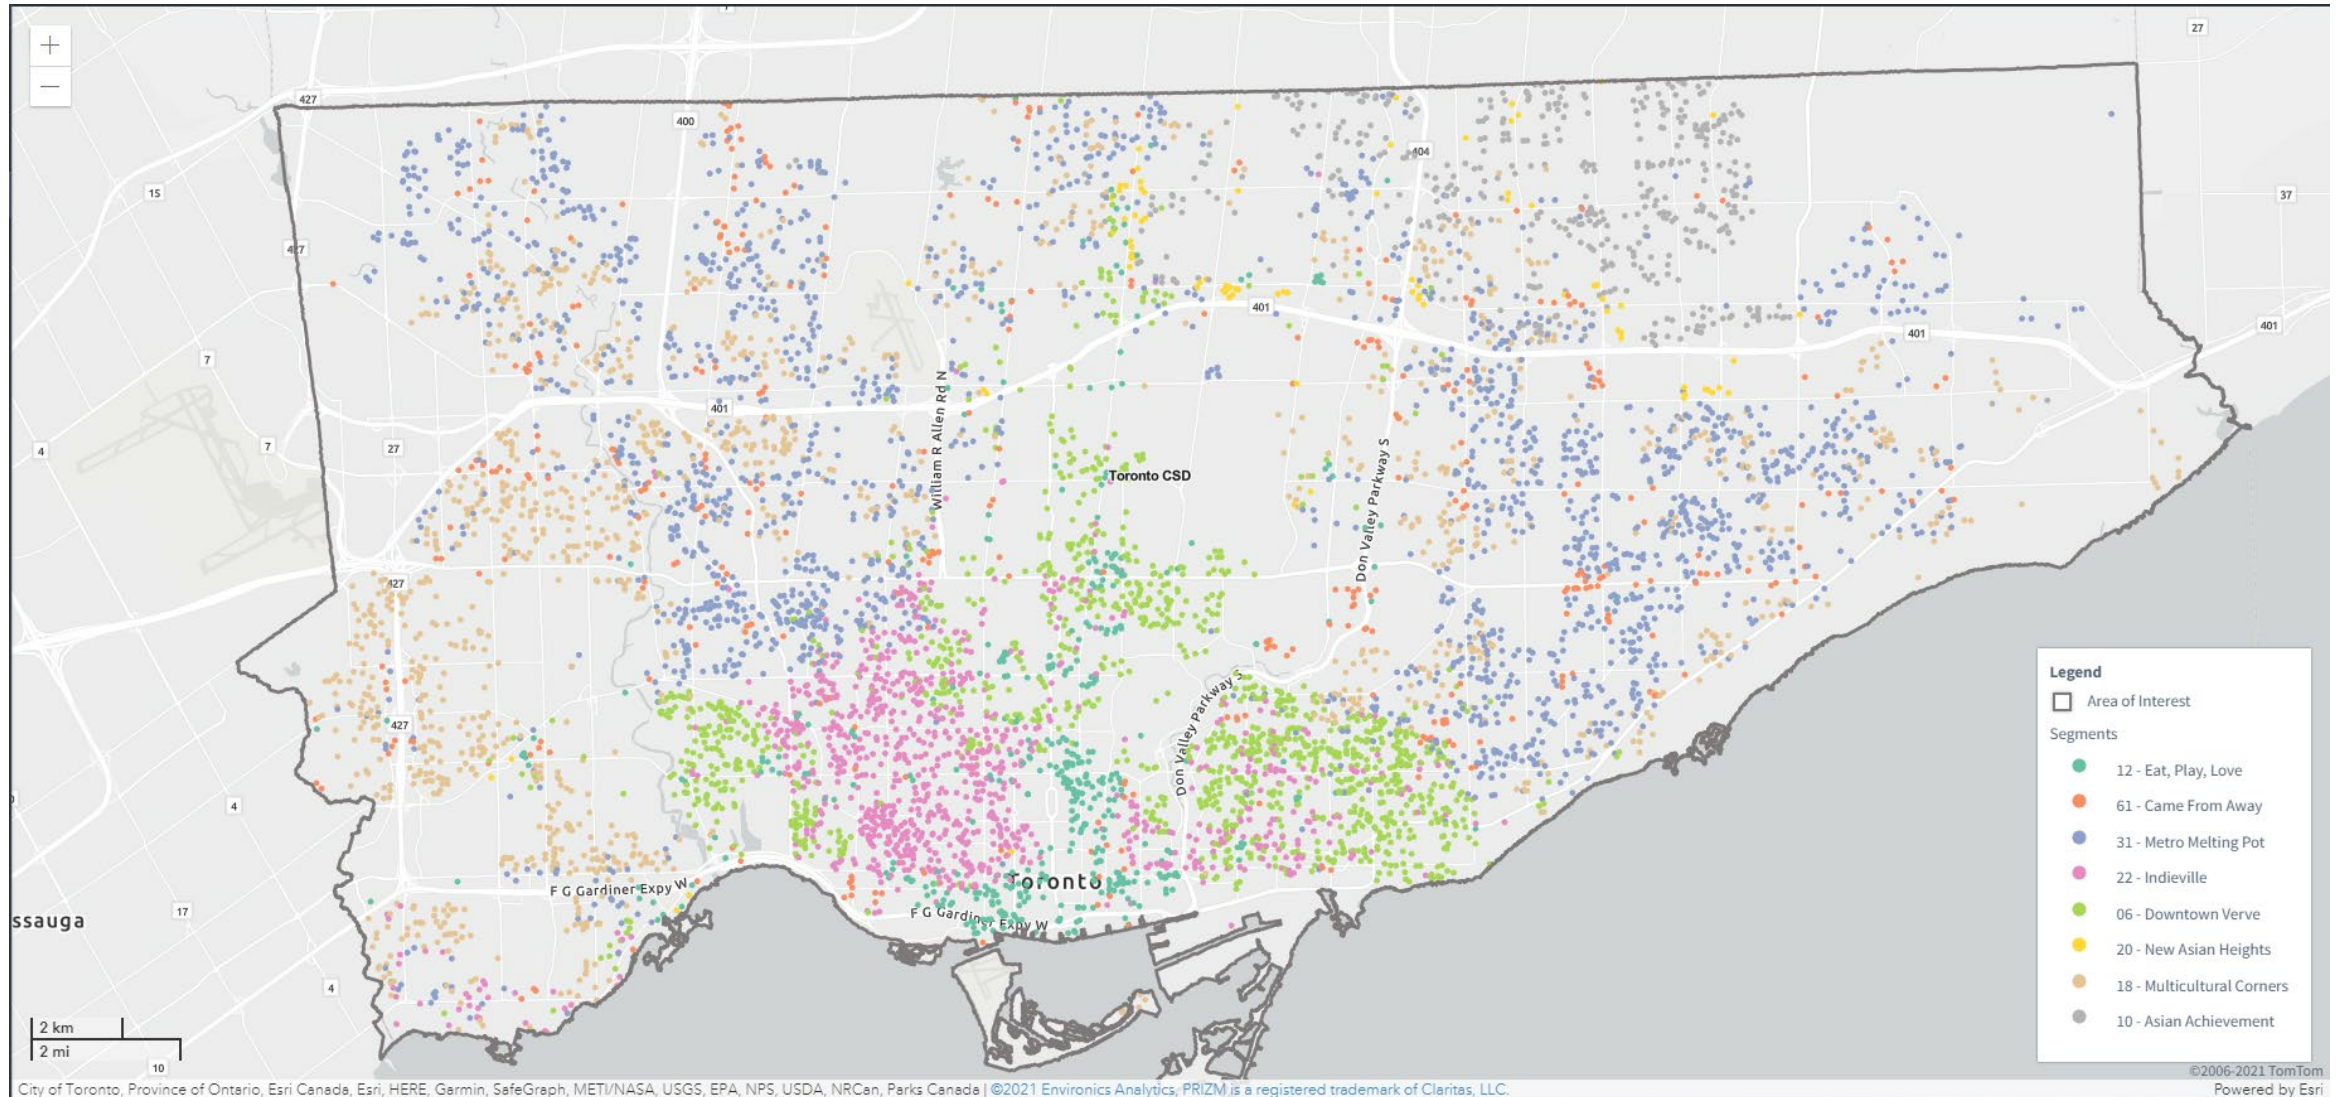 27
427
400
404
15
37
427
401
401
401
7
401
7
27
4
William R Allen Rd N
Toronto CSD
Don Valley Parkway S
427
427
Don Valley Parkway S
4
Toronto
F G Gardiner Expy W
F G Gardiner Expy W
ssauga
17
4
10
2 km
2 mi
Legend
Area of Interest
Segments
12 - Eat, Play, Love
61 - Came From Away
31 - Metro Melting Pot
22 - Indieville
06 - Downtown Verve
20 - New Asian Heights
18 - Multicultural Corners
10 - Asian Achievement
©2006-2021 TomTom
City of Toronto, Province of Ontario, Esri Canada, Esri, HERE, Garmin, SafeGraph, METI/NASA, USGS, EPA, NPS, USDA, NRCan, Parks Canada | ©2021 Environics Analytics, PRIZM is a registered trademark of Claritas, LLC.
Powered by Esri